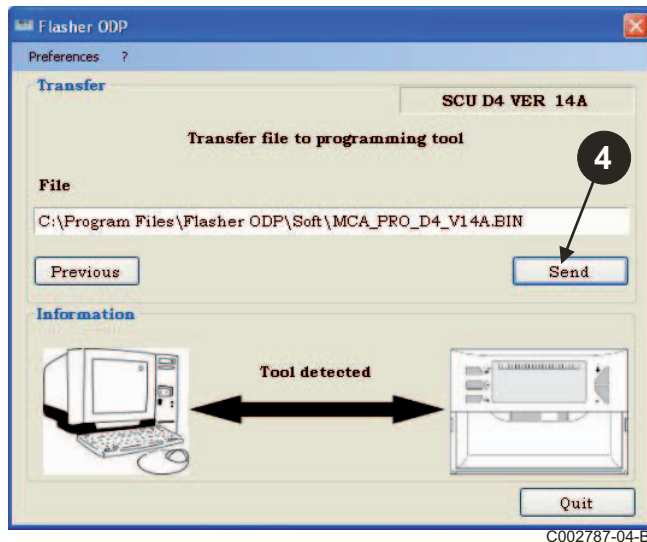 Flasher ODP
Preferences ?
Transfer
SCU D4 VER 14A
Transfer file to programming tool
4
File
C:\Program Files\Flasher ODP\Soft\MCA_PRO_D4_V14A.BIN
Previous Send
Information
Tool detected
Quit
C002787-04-B